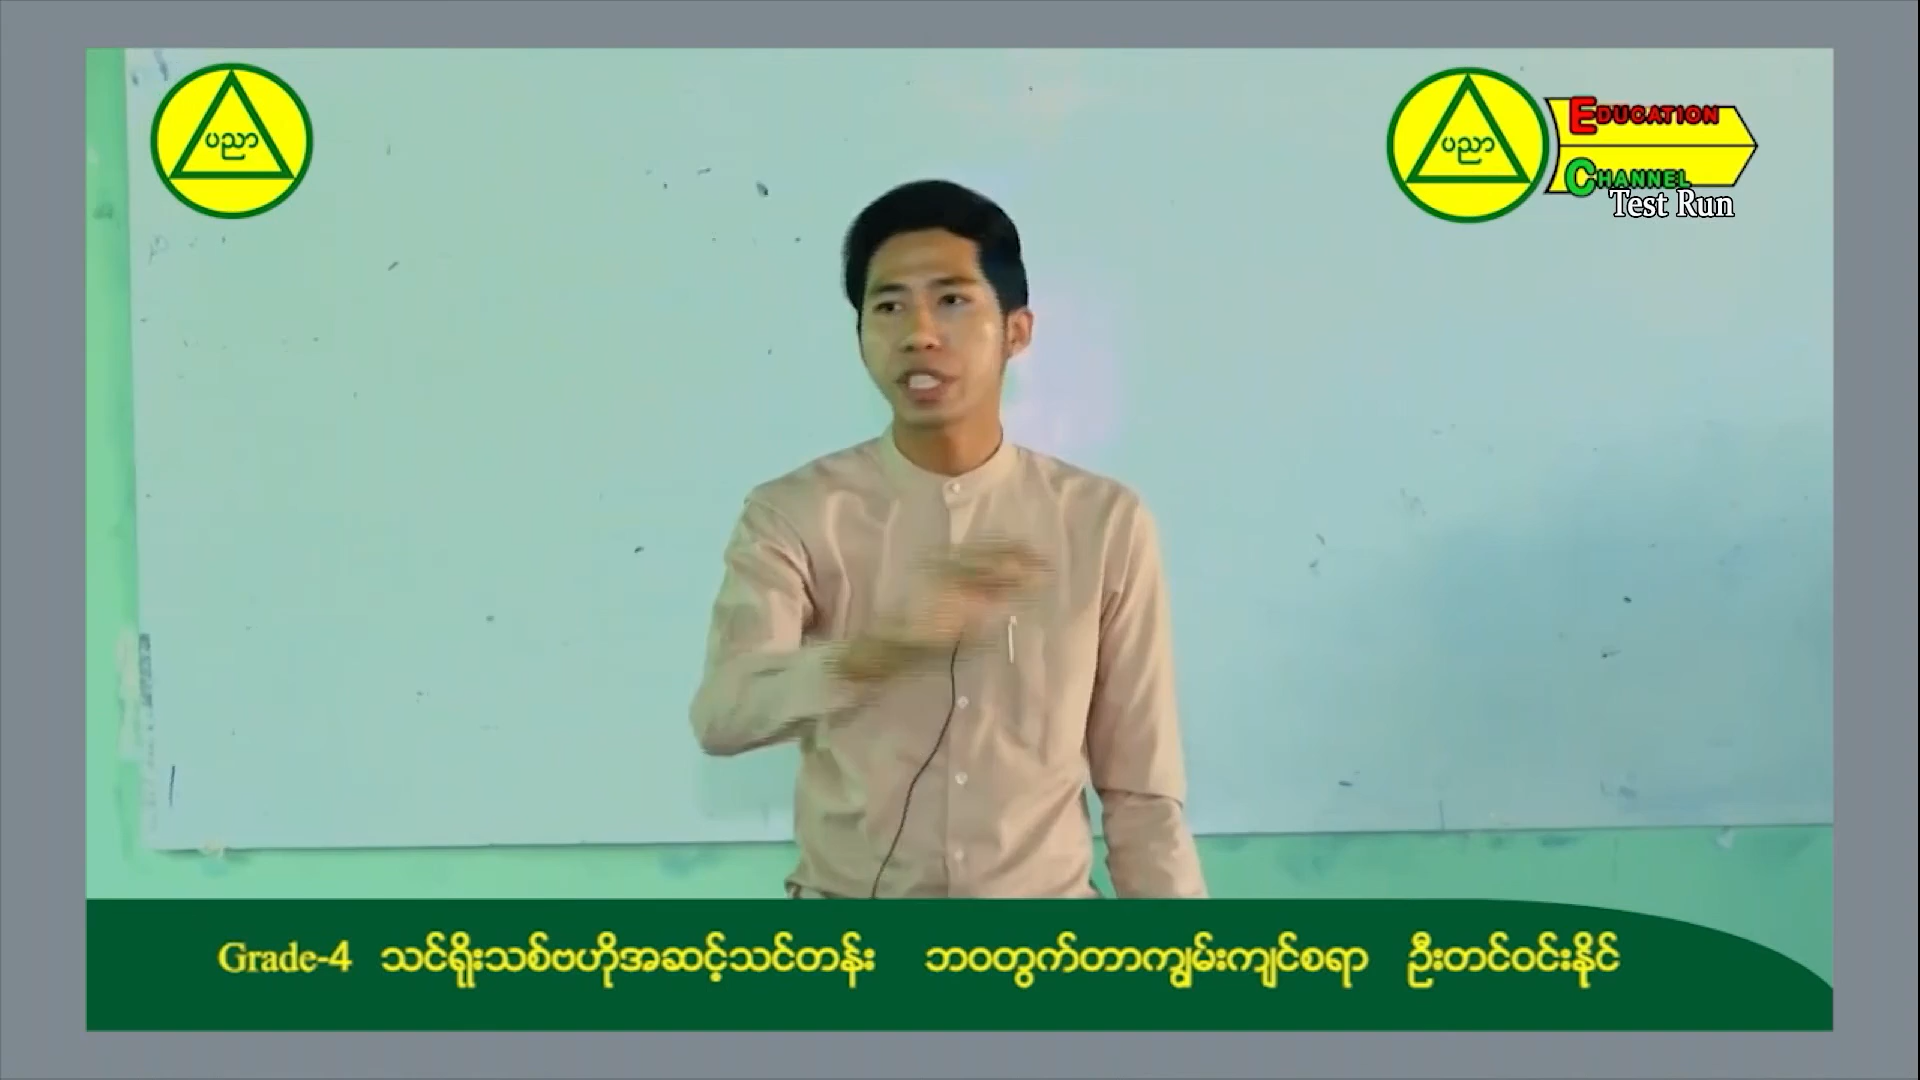 ပညာ
ပညာ
EDUCATION
CHANNEL
Test Run
Grade-4 သင်ရိုးသစ်ဗဟိုအဆင့်သင်တန်း ဘဝတွက်တာကျွမ်းကျင်စရာ ဦးတင်ဝင်းနိုင်